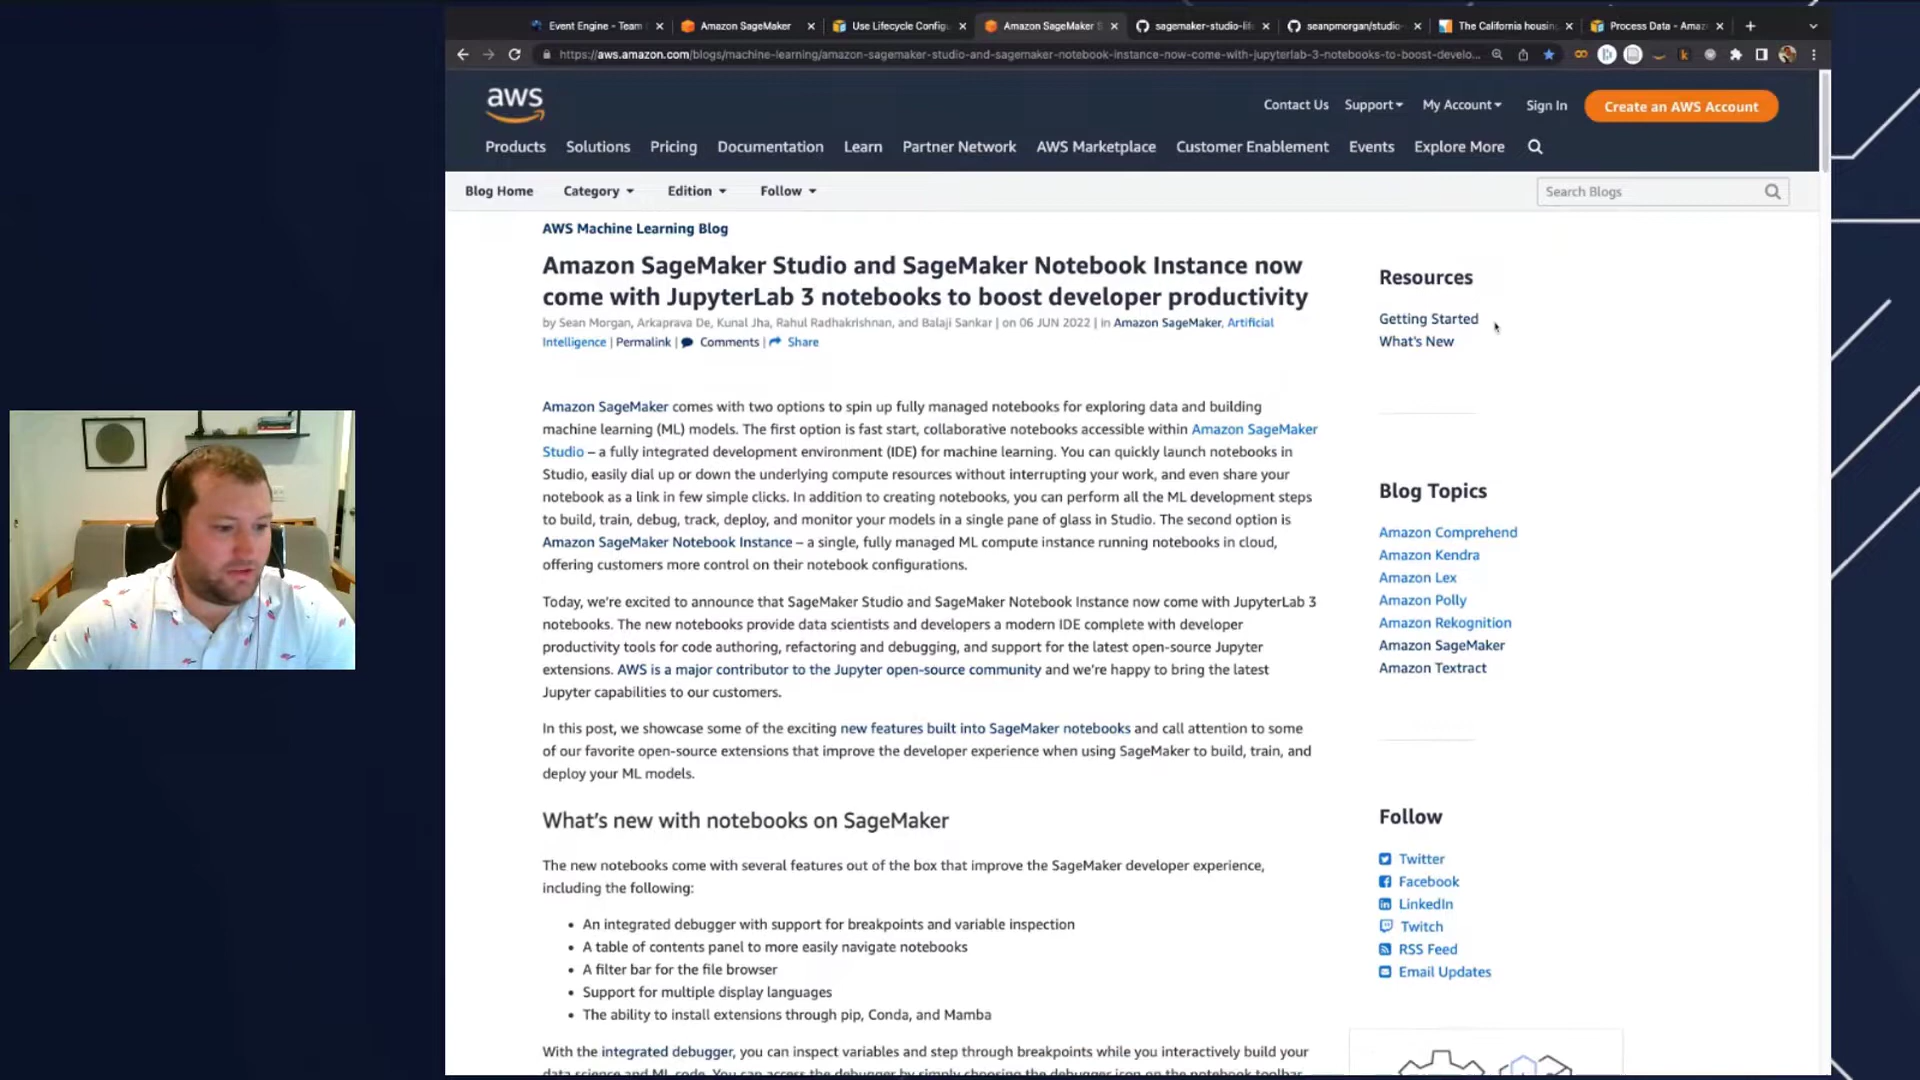 Event Engine - Team
Amazon SageMaker
Use Lifecycle Config
Amazon SageMaker S
sagemaker-studio-lif
seanpmorgan/studio-
The California housin
Process Data - Amaz
https://aws.amazon.com/blogs/machine-learning/amazon-sagemaker-studio-and-sagemaker-notebook-instance-now-come-with-jupyterlab-3-notebooks-to-boost-develo...
aws
Contact Us Support My Account Sign In Create an AWS Account
Products Solutions Pricing Documentation Learn Partner Network AWS Marketplace Customer Enablement Events Explore More
Blog Home Category Edition Follow Search Blogs
AWS Machine Learning Blog
Amazon SageMaker Studio and SageMaker Notebook Instance now
come with JupyterLab 3 notebooks to boost developer productivity
by Sean Morgan, Arkaprava De, Kunal Jha, Rahul Radhakrishnan, and Balaji Sankar | on 06 JUN 2022 | in Amazon SageMaker, Artificial
Intelligence | Permalink | Comments | Share
Amazon SageMaker comes with two options to spin up fully managed notebooks for exploring data and building
machine learning (ML) models. The first option is fast start, collaborative notebooks accessible within Amazon SageMaker
Studio – a fully integrated development environment (IDE) for machine learning. You can quickly launch notebooks in
Studio, easily dial up or down the underlying compute resources without interrupting your work, and even share your
notebook as a link in few simple clicks. In addition to creating notebooks, you can perform all the ML development steps
to build, train, debug, track, deploy, and monitor your models in a single pane of glass in Studio. The second option is
Amazon SageMaker Notebook Instance – a single, fully managed ML compute instance running notebooks in cloud,
offering customers more control on their notebook configurations.
Today, we're excited to announce that SageMaker Studio and SageMaker Notebook Instance now come with JupyterLab 3
notebooks. The new notebooks provide data scientists and developers a modern IDE complete with developer
productivity tools for code authoring, refactoring and debugging, and support for the latest open-source Jupyter
extensions. AWS is a major contributor to the Jupyter open-source community and we're happy to bring the latest
Jupyter capabilities to our customers.
In this post, we showcase some of the exciting new features built into SageMaker notebooks and call attention to some
of our favorite open-source extensions that improve the developer experience when using SageMaker to build, train, and
deploy your ML models.
What's new with notebooks on SageMaker
The new notebooks come with several features out of the box that improve the SageMaker developer experience,
including the following:
• An integrated debugger with support for breakpoints and variable inspection
• A table of contents panel to more easily navigate notebooks
• A filter bar for the file browser
• Support for multiple display languages
• The ability to install extensions through pip, Conda, and Mamba
With the integrated debugger, you can inspect variables and step through breakpoints while you interactively build your
data science and ML code. You can access the debugger by simply choosing the debugger icon on the notebook toolbar.
Resources
Getting Started
What's New
Blog Topics
Amazon Comprehend
Amazon Kendra
Amazon Lex
Amazon Polly
Amazon Rekognition
Amazon SageMaker
Amazon Textract
Follow
Twitter
Facebook
LinkedIn
Twitch
RSS Feed
Email Updates